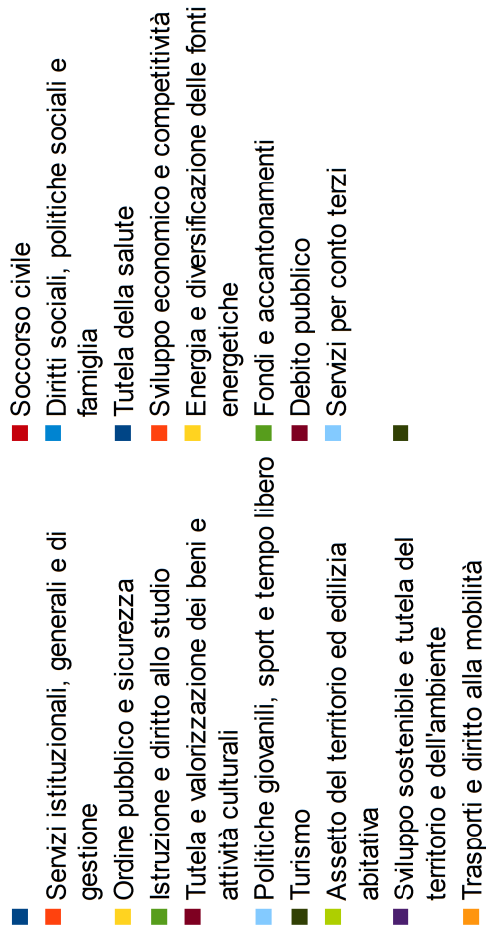 Servizi istituzionali, generali e di
gestione
Ordine pubblico e sicurezza
Istruzione e diritto allo studio
Tutela e valorizzazione dei beni e
attività culturali
Politiche giovanili, sport e tempo libero
Turismo
Assetto del territorio ed edilizia
abitativa
Sviluppo sostenibile e tutela del
territorio e dell'ambiente
Trasporti e diritto alla mobilità
Soccorso civile
Diritti sociali, politiche sociali e
famiglia
Tutela della salute
Sviluppo economico e competitività
Energia e diversificazione delle fonti
energetiche
Fondi e accantonamenti
Debito pubblico
Servizi per conto terzi